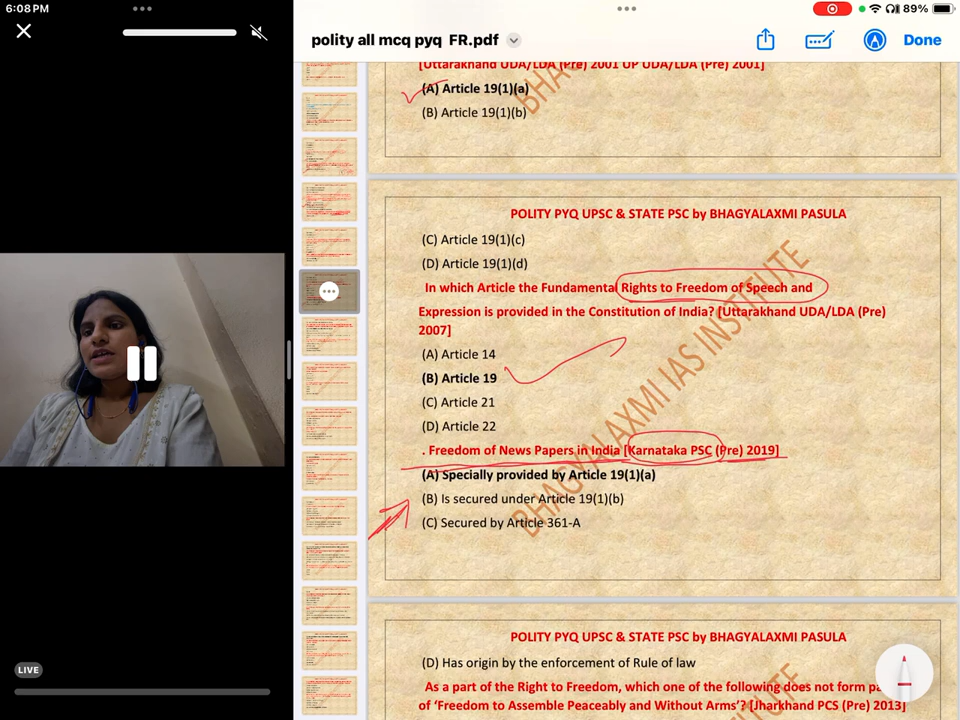 6:08 PM
89%
polity all mcq pyq FR.pdf
Done
[Uttarakhand UDA/LDA (Pre) 2001 UP UDA/LDA (Pre) 2001]
(A) Article 19(1)(a)
(B) Article 19(1)(b)
POLITY PYQ UPSC & STATE PSC by BHAGYALAXMI PASULA
(C) Article 19(1)(c)
(D) Article 19(1)(d)
In which Article the Fundamental Rights to Freedom of Speech and
Expression is provided in the Constitution of India? [Uttarakhand UDA/LDA (Pre)
2007]
(A) Article 14
(B) Article 19
(C) Article 21
(D) Article 22
. Freedom of News Papers in India [Karnataka PSC (Pre) 2019]
(A) Specially provided by Article 19(1)(a)
(B) Is secured under Article 19(1)(b)
(C) Secured by Article 361-A
BHAGYALAXMI IAS INSTITUTE
LIVE
POLITY PYQ UPSC & STATE PSC by BHAGYALAXMI PASULA
(D) Has origin by the enforcement of Rule of law
As a part of the Right to Freedom, which one of the following does not form
of 'Freedom to Assemble Peaceably and Without Arms'? [Jharkhand PCS (Pre) 2013]